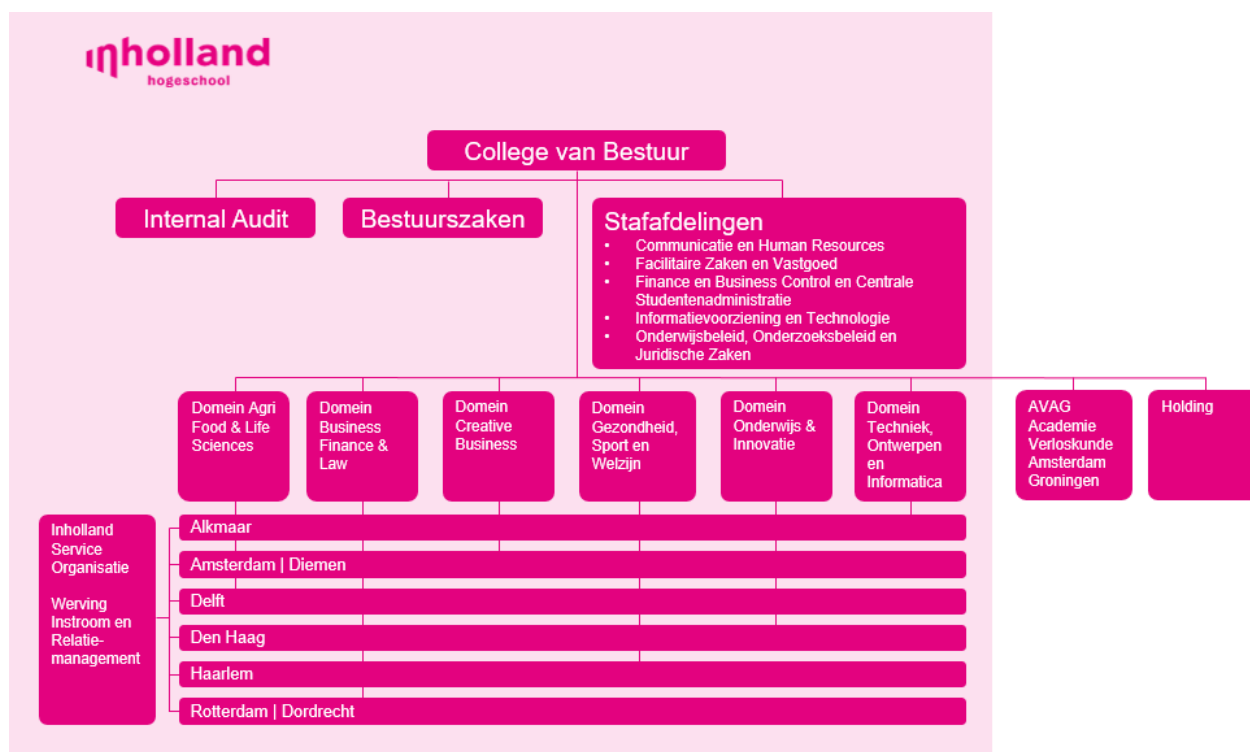 inholland
hogeschool
College van Bestuur
Internal Audit
Bestuurszaken
Stafafdelingen
• Communicatie en Human Resources
• Facilitaire Zaken en Vastgoed
• Finance en Business Control en Centrale
Studentenadministratie
• Informatievoorziening en Technologie
• Onderwijsbeleid, Onderzoeksbeleid en
Juridische Zaken
Domein Agri
Food & Life
Sciences
Domein
Business
Finance &
Law
Domein
Creative
Business
Domein
Gezondheid,
Sport en
Welzijn
Domein
Onderwijs &
Innovatie
Domein
Techniek,
Ontwerpen
en
Informatica
AVAG
Academie
Verloskunde
Amsterdam
Groningen
Holding
Inholland
Service
Organisatie
Werving
Instroom en
Relatie-
management
Alkmaar
Amsterdam | Diemen
Delft
Den Haag
Haarlem
Rotterdam | Dordrecht